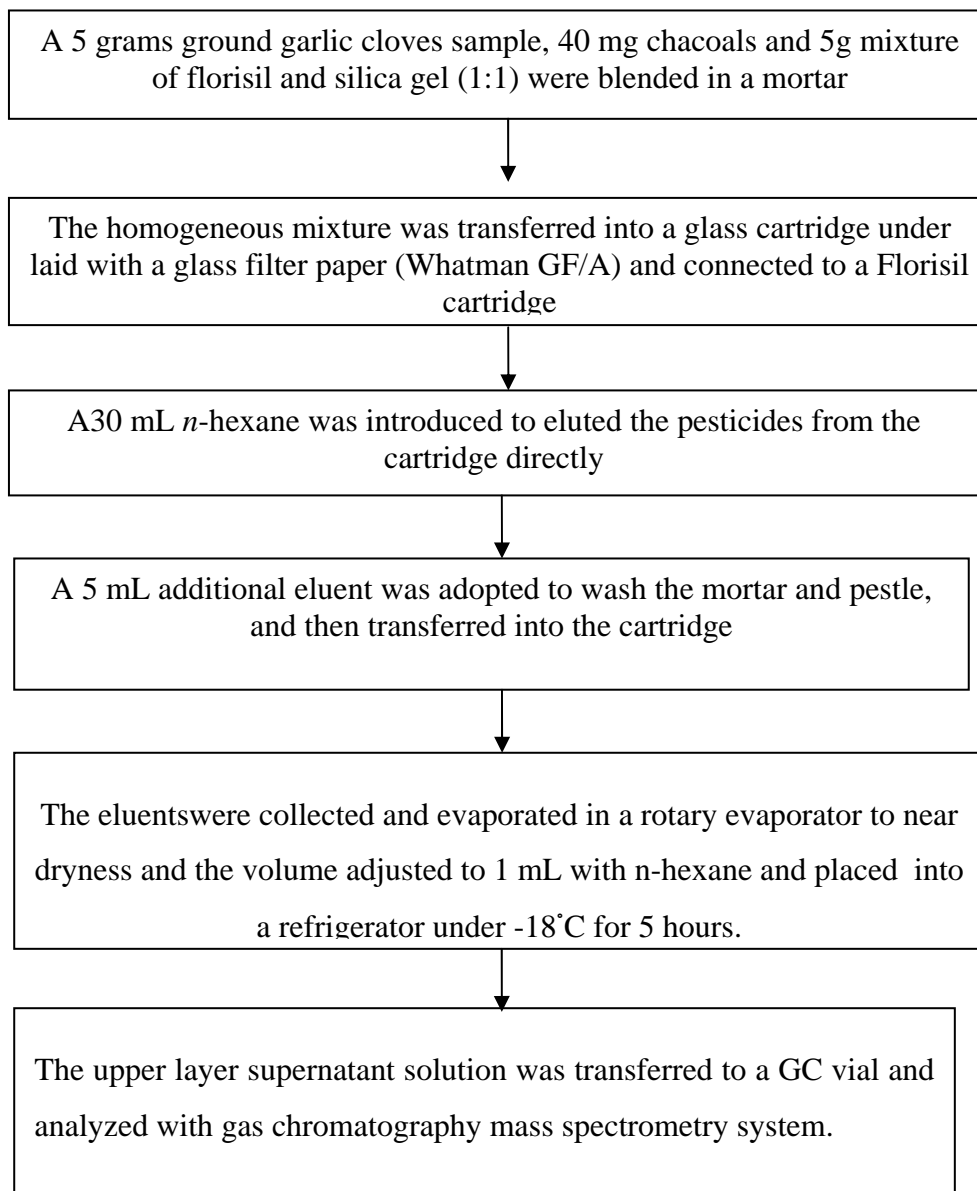 A 5 grams ground garlic cloves sample, 40 mg chacoals and 5g mixture
of florisil and silica gel (1:1) were blended in a mortar
The homogeneous mixture was transferred into a glass cartridge under
laid with a glass filter paper (Whatman GF/A) and connected to a Florisil
cartridge
A30 mL n-hexane was introduced to eluted the pesticides from the
cartridge directly
A 5 mL additional eluent was adopted to wash the mortar and pestle,
and then transferred into the cartridge
The eluentswere collected and evaporated in a rotary evaporator to near
dryness and the volume adjusted to 1 mL with n-hexane and placed into
a refrigerator under -18˚C for 5 hours.
The upper layer supernatant solution was transferred to a GC vial and
analyzed with gas chromatography mass spectrometry system.